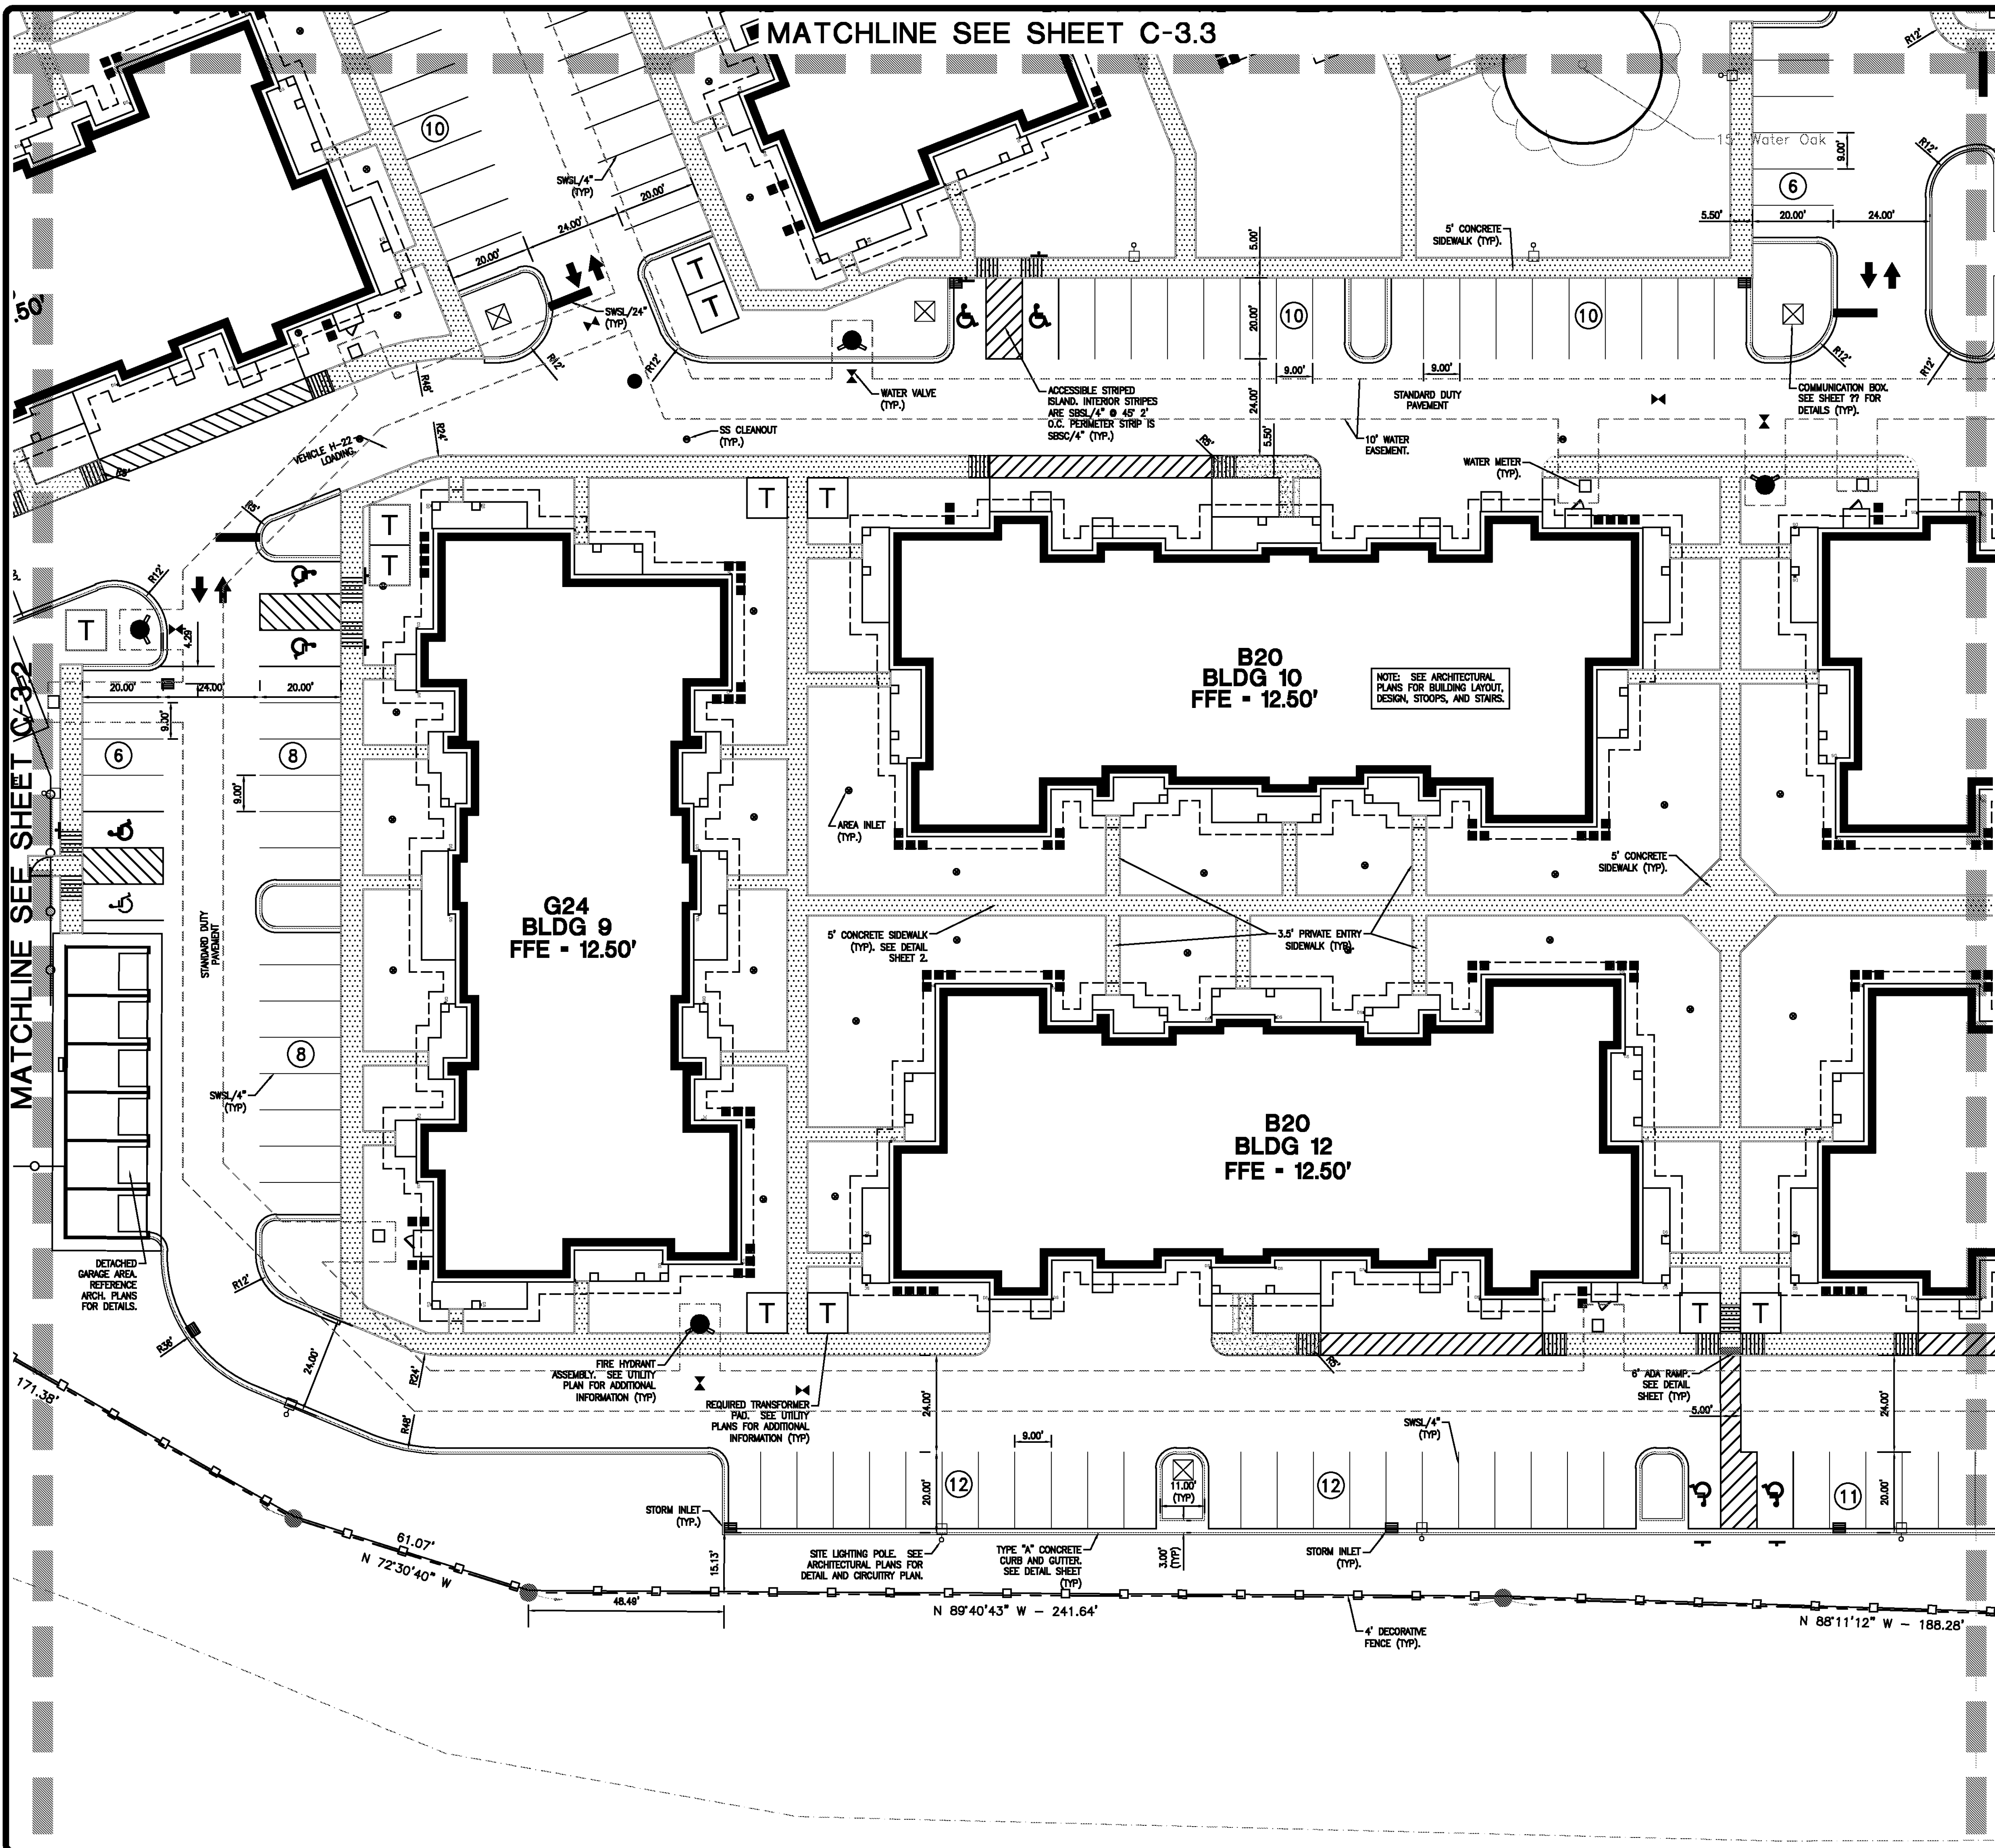 MATCHLINE SEE SHEET C-3.3
R12'
10
15" Water Oak
9.00'
R12'
SWSL/4"
(TYP)
20.00'
6
24.00'
5.50'
20.00'
24.00'
5' CONCRETE
SIDEWALK (TYP).
5.00'
20.00'
T
T
SWSL/24"
(TYP)
.50'
10
10
20.00'
R12'
R12'
R12'
R12'
WATER VALVE
(TYP.)
ACCESSIBLE STRIPED
ISLAND. INTERIOR STRIPES
ARE SBSL/4" @ 45° 2'
O.C. PERIMETER STRIP IS
SBSC/4" (TYP.)
9.00'
9.00'
24.00'
STANDARD DUTY
PAVEMENT
COMMUNICATION BOX.
SEE SHEET ?? FOR
DETAILS (TYP).
R48'
R24'
SS CLEANOUT
(TYP.)
5.50'
R5'
10' WATER
EASEMENT.
VEHICLE H-22
LOADING
R5'
WATER METER
(TYP).
T
T
R5'
T
T
R12'
T
4.29'
20.00'
24.00'
20.00'
9.00'
9.00'
6
8
B20
BLDG 10
FFE = 12.50'
NOTE: SEE ARCHITECTURAL
PLANS FOR BUILDING LAYOUT,
DESIGN, STOOPS, AND STAIRS.
MATCHLINE SEE SHEET C-3.2
AREA INLET
(TYP.)
5' CONCRETE
SIDEWALK (TYP).
STANDARD DUTY
PAVEMENT
G24
BLDG 9
FFE = 12.50'
5' CONCRETE SIDEWALK
(TYP). SEE DETAIL
SHEET 2.
3.5' PRIVATE ENTRY
SIDEWALK (TYP).
8
SWSL/4"
(TYP)
B20
BLDG 12
FFE = 12.50'
DETACHED
GARAGE AREA.
REFERENCE
ARCH. PLANS
FOR DETAILS.
R12'
T
T
T
T
R36'
24.00'
R24'
R48'
FIRE HYDRANT
ASSEMBLY. SEE UTILITY
PLAN FOR ADDITIONAL
INFORMATION (TYP)
REQUIRED TRANSFORMER
PAD. SEE UTILITY
PLANS FOR ADDITIONAL
INFORMATION (TYP)
R5'
6' ADA RAMP.
SEE DETAIL
SHEET (TYP)
171.38'
24.00'
9.00'
SWSL/4"
(TYP)
5.00'
24.00'
20.00'
12
11.00'
(TYP)
12
11
20.00'
STORM INLET
(TYP.)
61.07'
N 72°30'40" W
15.13'
SITE LIGHTING POLE. SEE
ARCHITECTURAL PLANS FOR
DETAIL AND CIRCUITRY PLAN.
TYPE "A" CONCRETE
CURB AND GUTTER.
SEE DETAIL SHEET
(TYP)
3.00'
(TYP)
STORM INLET
(TYP).
48.49'
N 89°40'43" W - 241.64'
4' DECORATIVE
FENCE (TYP).
N 88°11'12" W - 188.28'